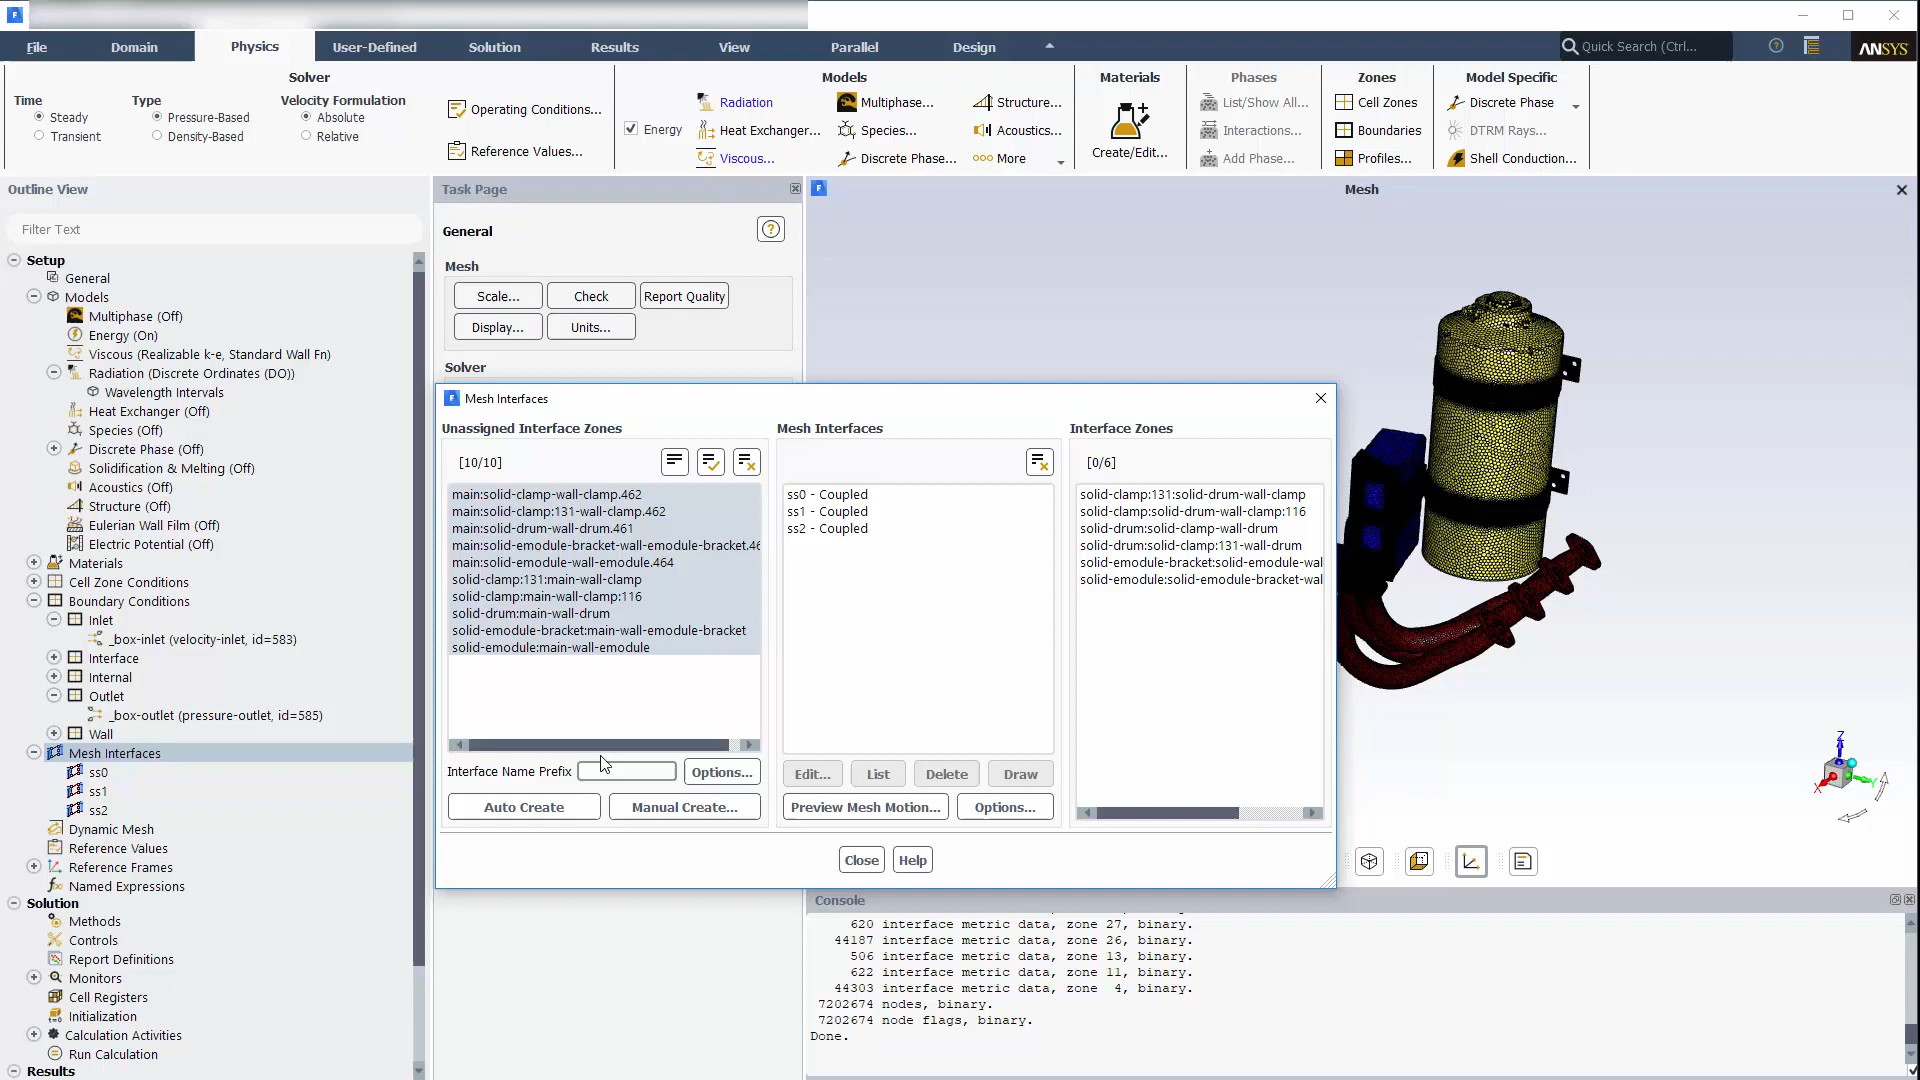 File
Domain
Physics
User-Defined
Solution
Results
View
Parallel
Design
Quick Search (Ctrl...
ANSYS
Solver
Time
Steady
Transient
Type
Pressure-Based
Density-Based
Velocity Formulation
Absolute
Relative
Operating Conditions...
Reference Values...
Models
Energy
Radiation
Heat Exchanger...
Viscous...
Multiphase...
Species...
Discrete Phase...
Structure...
Acoustics...
More
Materials
Create/Edit...
Phases
List/Show All...
Interactions...
Add Phase...
Zones
Cell Zones
Boundaries
Profiles...
Model Specific
Discrete Phase
DTRM Rays...
Shell Conduction...
Outline View
Filter Text
Setup
General
Models
Multiphase (Off)
Energy (On)
Viscous (Realizable k-e, Standard Wall Fn)
Radiation (Discrete Ordinates (DO))
Wavelength Intervals
Heat Exchanger (Off)
Species (Off)
Discrete Phase (Off)
Solidification & Melting (Off)
Acoustics (Off)
Structure (Off)
Eulerian Wall Film (Off)
Electric Potential (Off)
Materials
Cell Zone Conditions
Boundary Conditions
Inlet
_box-inlet (velocity-inlet, id=583)
Interface
Internal
Outlet
_box-outlet (pressure-outlet, id=585)
Wall
Mesh Interfaces
ss0
ss1
ss2
Dynamic Mesh
Reference Values
Reference Frames
Named Expressions
Solution
Methods
Controls
Report Definitions
Monitors
Cell Registers
Initialization
Calculation Activities
Run Calculation
Results
Task Page
General
Mesh
Scale...
Check
Report Quality
Display...
Units...
Solver
Mesh
Mesh Interfaces
Unassigned Interface Zones
[10/10]
main:solid-clamp-wall-clamp.462
main:solid-clamp:131-wall-clamp.462
main:solid-drum-wall-drum.461
main:solid-emodule-bracket-wall-emodule-bracket.46
main:solid-emodule-wall-emodule.464
solid-clamp:131:main-wall-clamp
solid-clamp:main-wall-clamp:116
solid-drum:main-wall-drum
solid-emodule-bracket:main-wall-emodule-bracket
solid-emodule:main-wall-emodule
Interface Name Prefix
Options...
Auto Create
Manual Create...
Mesh Interfaces
ss0 - Coupled
ss1 - Coupled
ss2 - Coupled
Edit...
List
Delete
Draw
Preview Mesh Motion...
Options...
Interface Zones
[0/6]
solid-clamp:131:solid-drum-wall-clamp
solid-clamp:solid-drum-wall-clamp:116
solid-drum:solid-clamp-wall-drum
solid-drum:solid-clamp:131-wall-drum
solid-emodule-bracket:solid-emodule-wal
solid-emodule:solid-emodule-bracket-wal
Close
Help
Z
Y
X
Console
620 interface metric data, zone 27, binary.
44187 interface metric data, zone 26, binary.
506 interface metric data, zone 13, binary.
622 interface metric data, zone 11, binary.
44303 interface metric data, zone 4, binary.
7202674 nodes, binary.
7202674 node flags, binary.
Done.